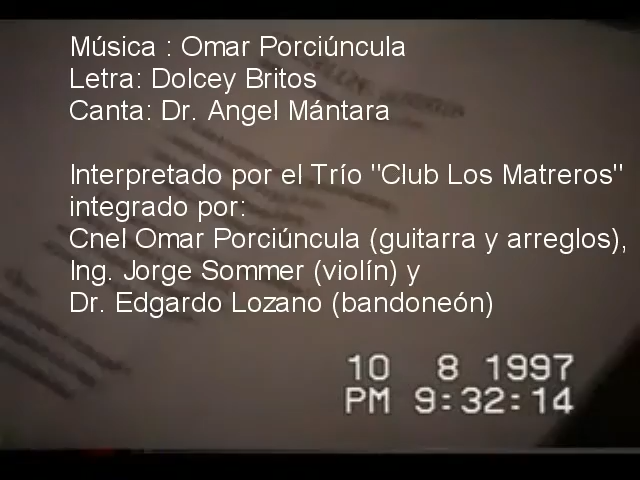 Música : Omar Porciúncula
Letra: Dolcey Britos
Canta: Dr. Angel Mántara
Interpretado por el Trío "Club Los Matreros"
integrado por:
Cnel Omar Porciúncula (guitarra y arreglos),
Ing. Jorge Sommer (violín) y
Dr. Edgardo Lozano (bandoneón)
10 8 1997
PM 9:32:14